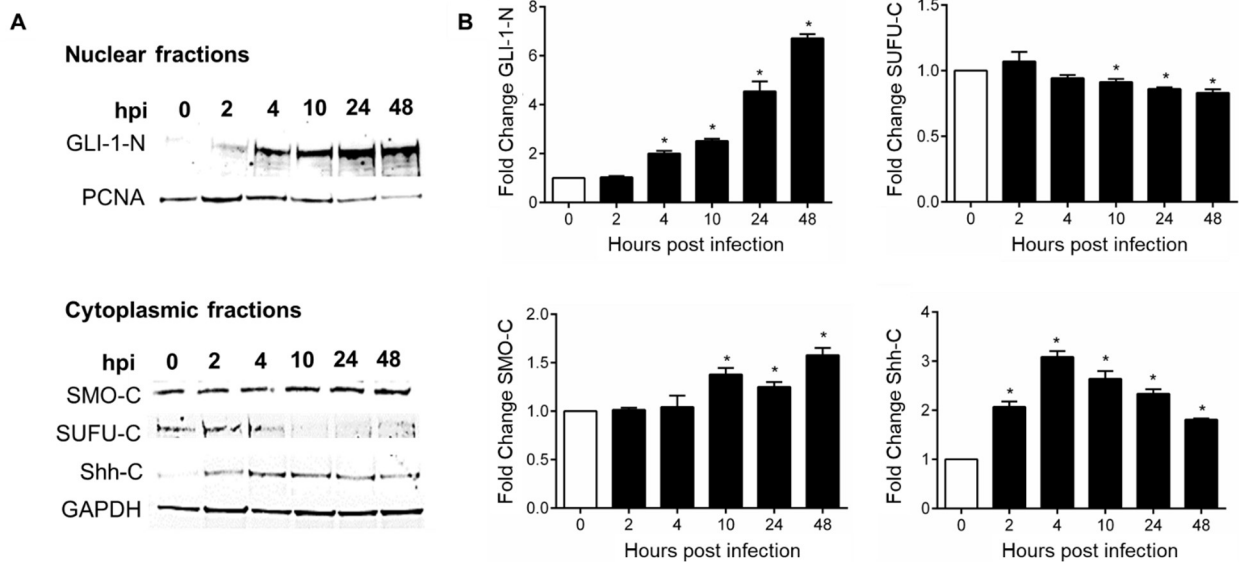 A
Nuclear fractions
hpi 0 2 4 10 24 48
GLI-1-N
PCNA
Cytoplasmic fractions
hpi 0 2 4 10 24 48
SMO-C
SUFU-C
Shh-C
GAPDH
B
Fold Change GLI-1-N
8
6
4
2
0
* * * *
0 2 4 10 24 48
Hours post infection
Fold Change SUFU-C
1.5
1.0
0.5
0.0
* * *
0 2 4 10 24 48
Hours post infection
Fold Change SMO-C
2.0
1.5
1.0
0.5
0.0
* * *
0 2 4 10 24 48
Hours post infection
Fold Change Shh-C
4
3
2
1
0
* * * * *
0 2 4 10 24 48
Hours post infection